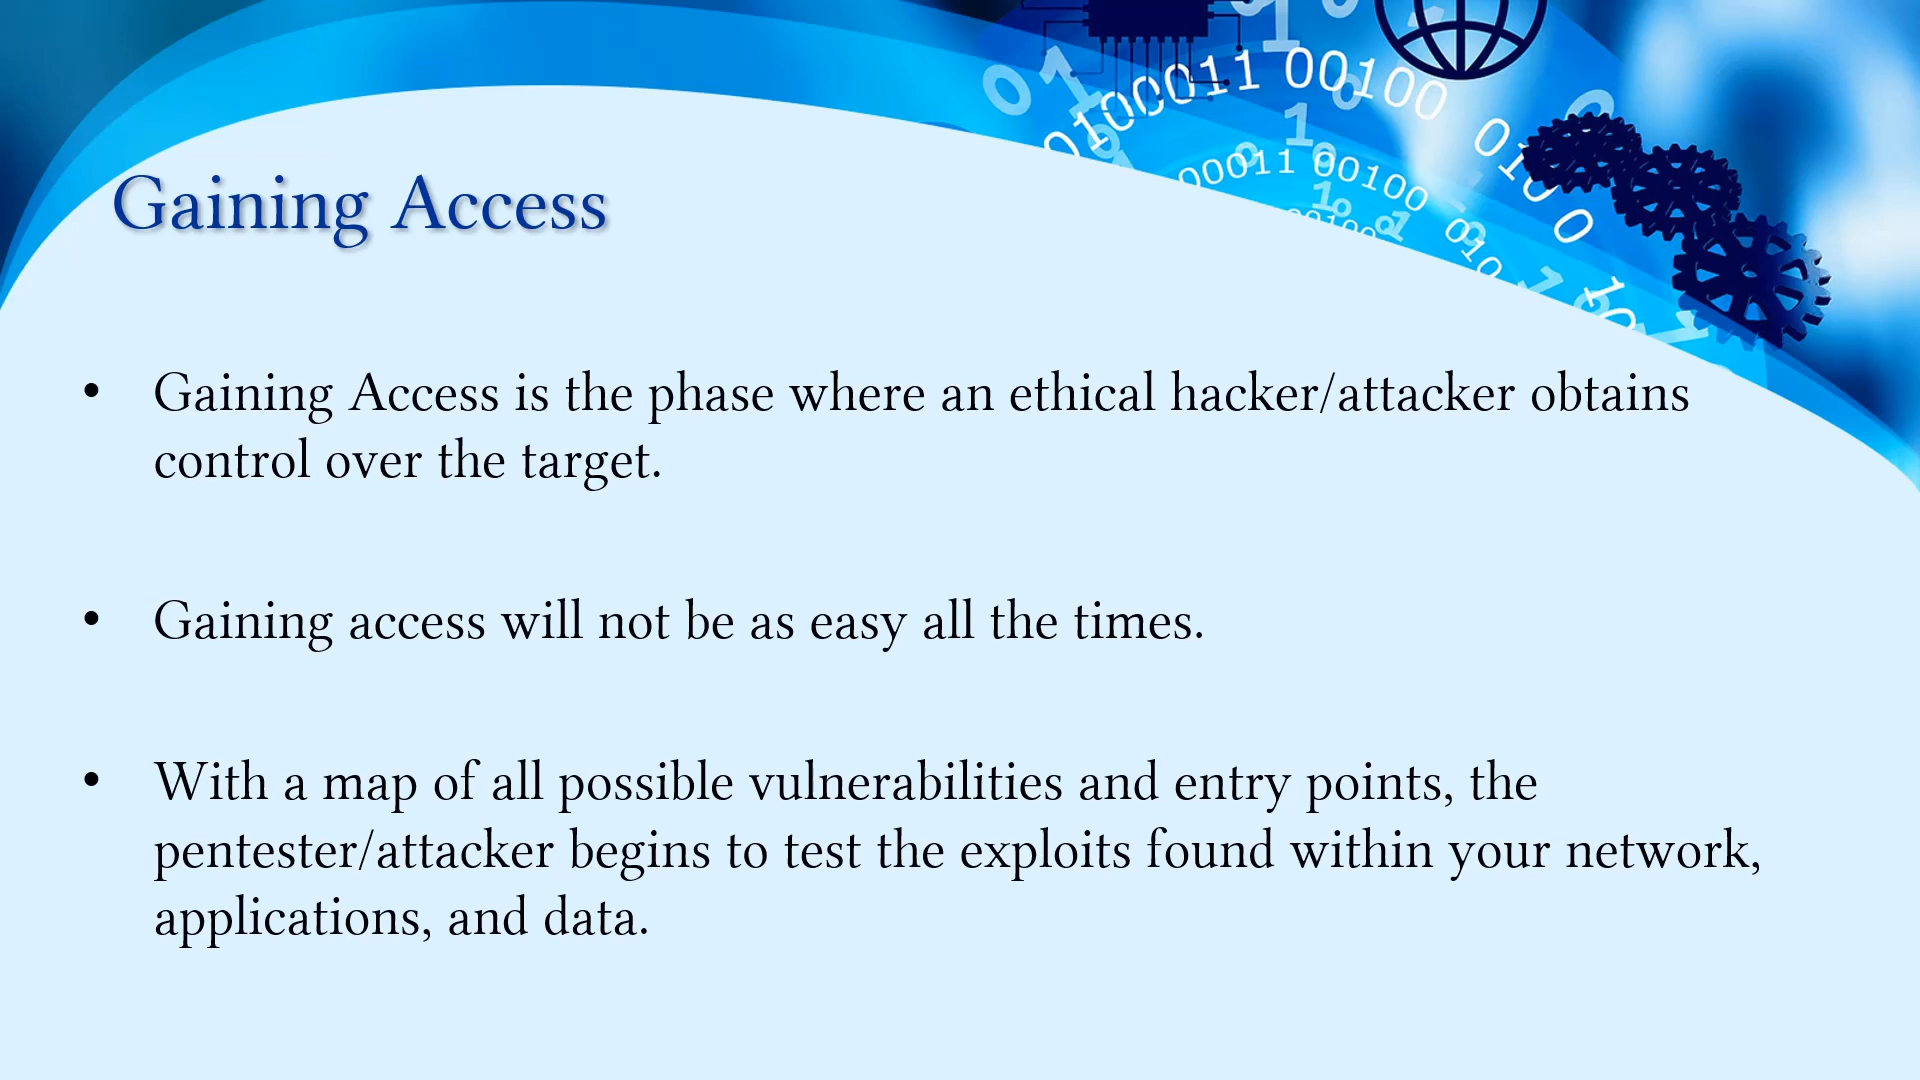 Gaining Access
• Gaining Access is the phase where an ethical hacker/attacker obtains
control over the target.
• Gaining access will not be as easy all the times.
• With a map of all possible vulnerabilities and entry points, the
pentester/attacker begins to test the exploits found within your network,
applications, and data.